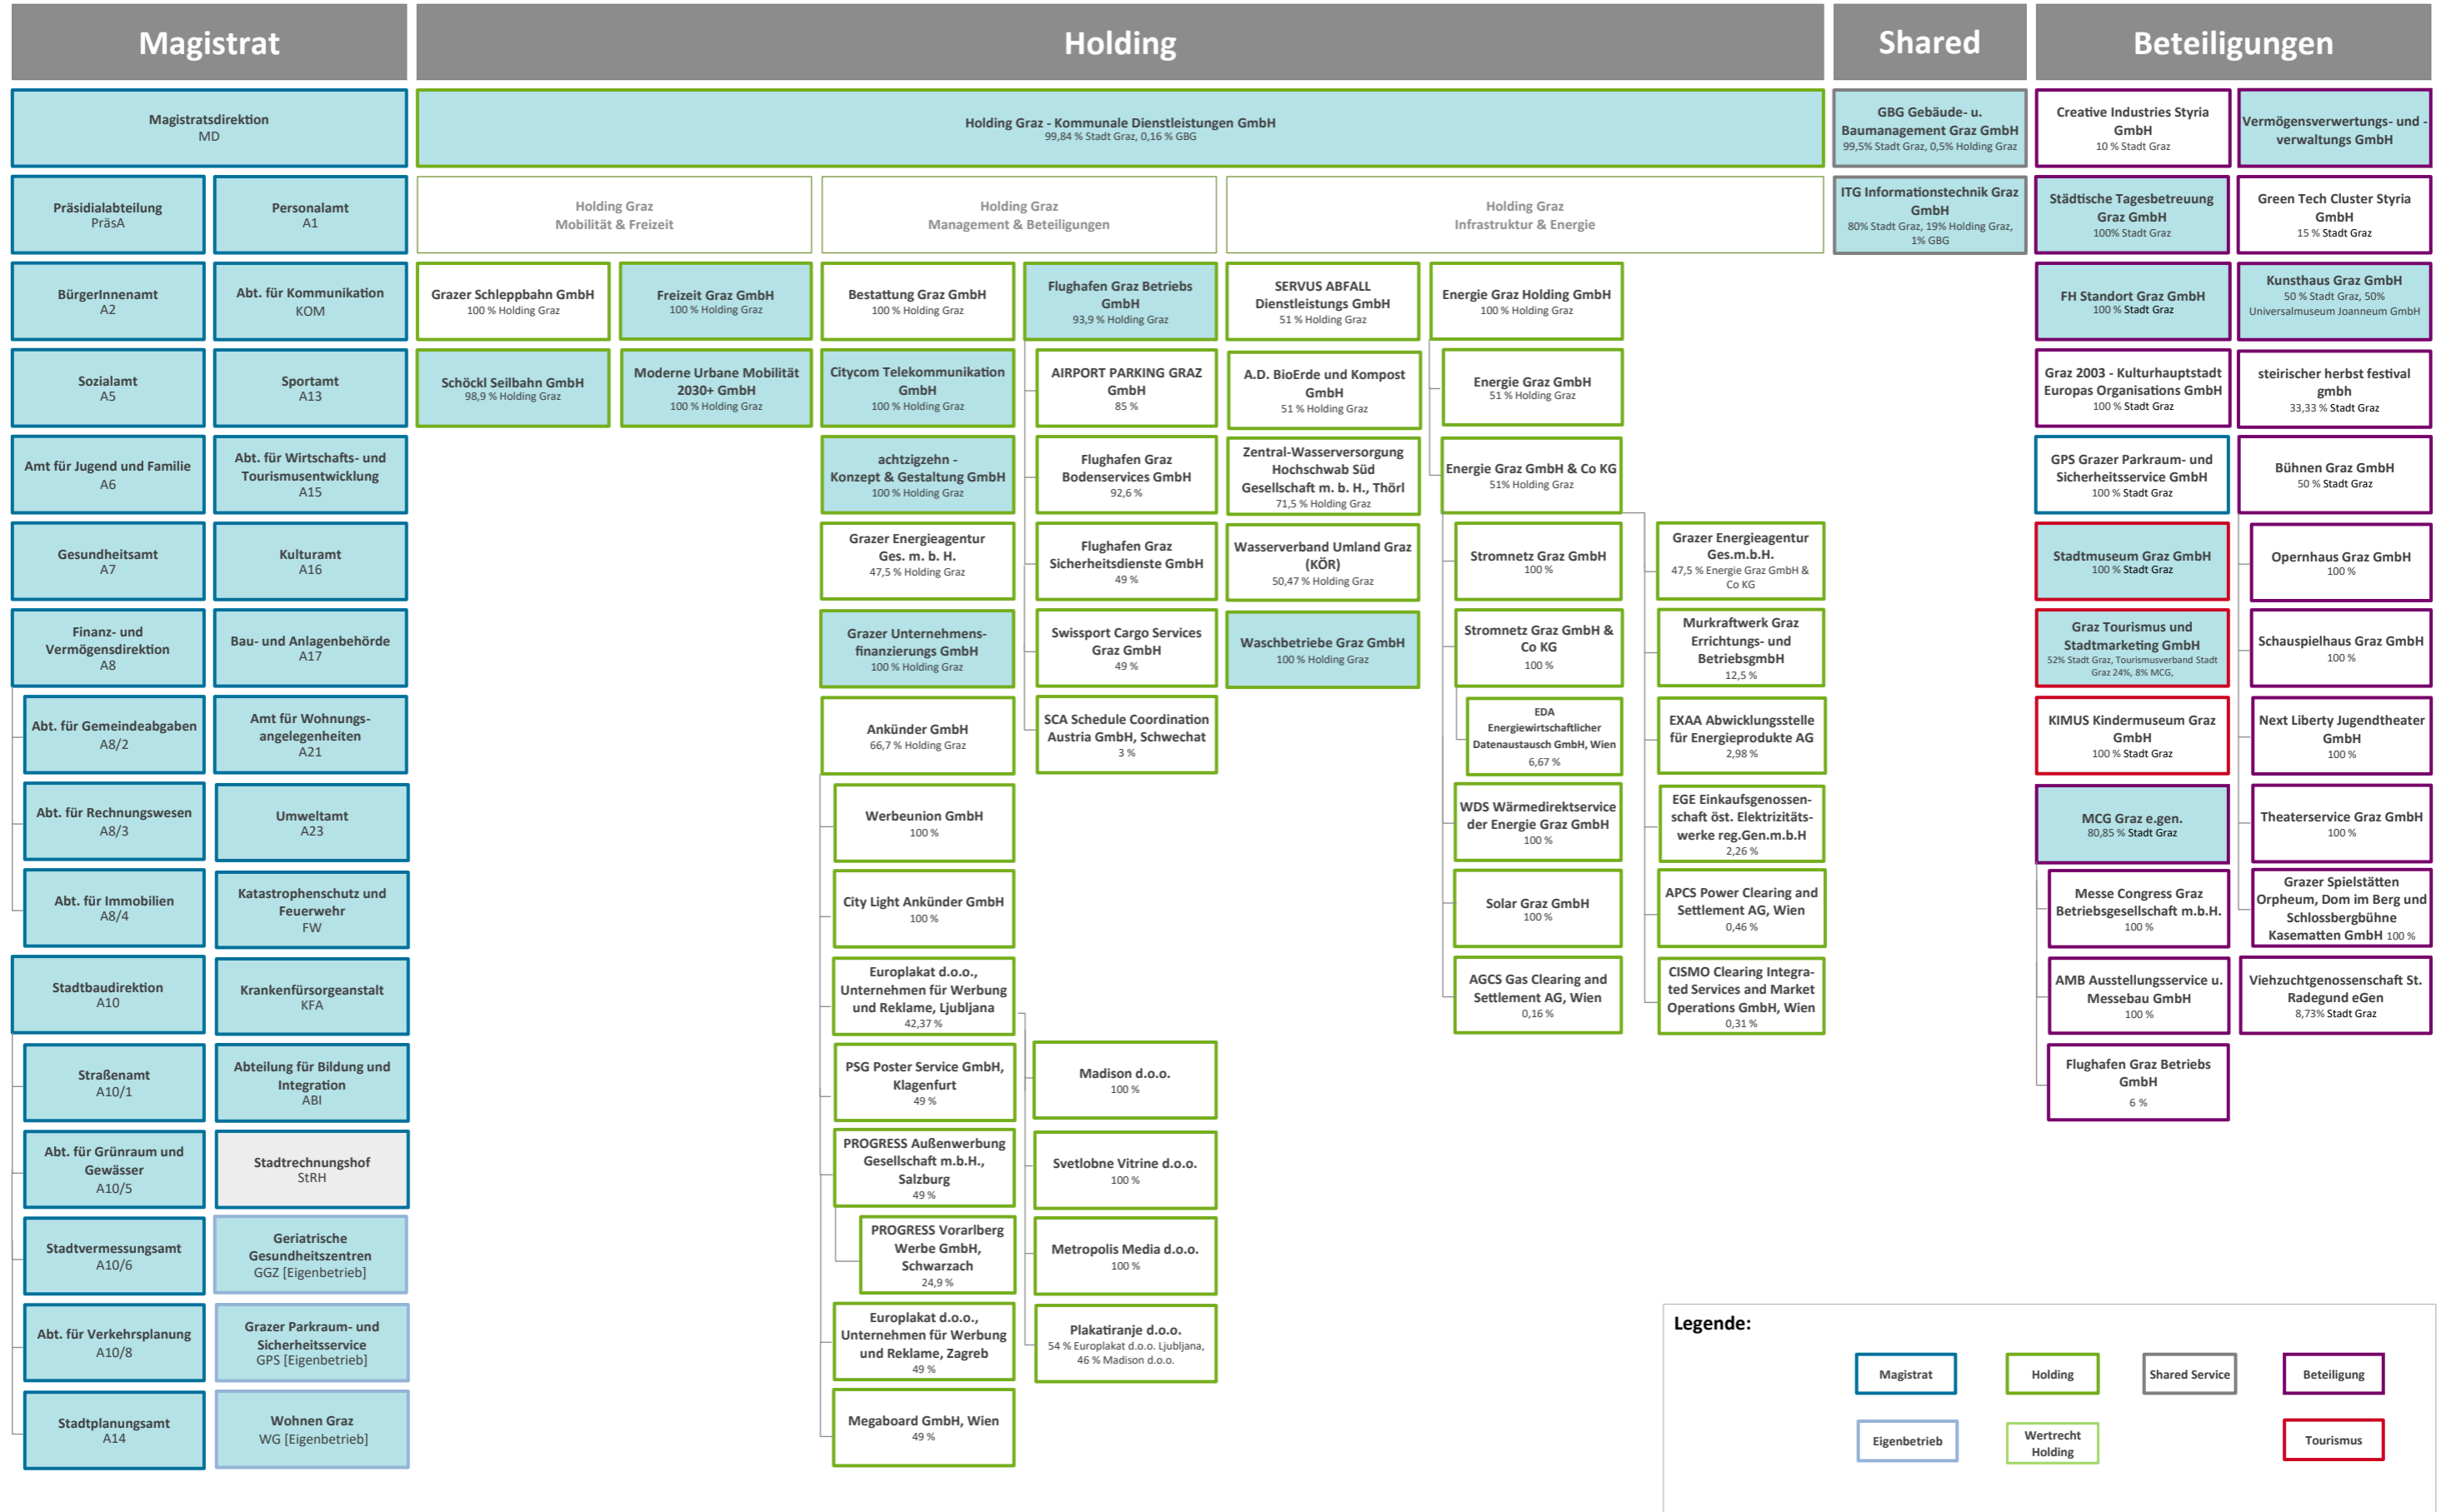 Magistrat
Holding
Shared
Beteiligungen
Magistratsdirektion
MD
Holding Graz - Kommunale Dienstleistungen GmbH
99,84 % Stadt Graz, 0,16 % GBG
GBG Gebäude- u.
Baumanagement Graz GmbH
99,5% Stadt Graz, 0,5% Holding Graz
Creative Industries Styria
GmbH
10 % Stadt Graz
Vermögensverwertungs- und -
verwaltungs GmbH
Präsidialabteilung
PräsA
Personalamt
A1
Holding Graz
Mobilität & Freizeit
Holding Graz
Management & Beteiligungen
Holding Graz
Infrastruktur & Energie
ITG Informationstechnik Graz
GmbH
80% Stadt Graz, 19% Holding Graz,
1% GBG
Städtische Tagesbetreuung
Graz GmbH
100% Stadt Graz
Green Tech Cluster Styria
GmbH
15 % Stadt Graz
BürgerInnenamt
A2
Abt. für Kommunikation
KOM
Grazer Schleppbahn GmbH
100 % Holding Graz
Freizeit Graz GmbH
100 % Holding Graz
Bestattung Graz GmbH
100 % Holding Graz
Flughafen Graz Betriebs
GmbH
93,9 % Holding Graz
SERVUS ABFALL
Dienstleistungs GmbH
51 % Holding Graz
Energie Graz Holding GmbH
100 % Holding Graz
FH Standort Graz GmbH
100 % Stadt Graz
Kunsthaus Graz GmbH
50 % Stadt Graz, 50%
Universalmuseum Joanneum GmbH
Sozialamt
A5
Sportamt
A13
Schöckl Seilbahn GmbH
98,9 % Holding Graz
Moderne Urbane Mobilität
2030+ GmbH
100 % Holding Graz
Citycom Telekommunikation
GmbH
100 % Holding Graz
AIRPORT PARKING GRAZ
GmbH
85 %
A.D. BioErde und Kompost
GmbH
51 % Holding Graz
Energie Graz GmbH
51 % Holding Graz
Graz 2003 - Kulturhauptstadt
Europas Organisations GmbH
100 % Stadt Graz
steirischer herbst festival
gmbh
33,33 % Stadt Graz
Amt für Jugend und Familie
A6
Abt. für Wirtschafts- und
Tourismusentwicklung
A15
achtzigzehn -
Konzept & Gestaltung GmbH
100 % Holding Graz
Flughafen Graz
Bodenservices GmbH
92,6 %
Zentral-Wasserversorgung
Hochschwab Süd
Gesellschaft m. b. H., Thörl
71,5 % Holding Graz
Energie Graz GmbH & Co KG
51% Holding Graz
GPS Grazer Parkraum- und
Sicherheitsservice GmbH
100 % Stadt Graz
Bühnen Graz GmbH
50 % Stadt Graz
Gesundheitsamt
A7
Kulturamt
A16
Grazer Energieagentur
Ges. m. b. H.
47,5 % Holding Graz
Flughafen Graz
Sicherheitsdienste GmbH
49 %
Wasserverband Umland Graz
(KÖR)
50,47 % Holding Graz
Stromnetz Graz GmbH
100 %
Grazer Energieagentur
Ges.m.b.H.
47,5 % Energie Graz GmbH &
Co KG
Stadtmuseum Graz GmbH
100 % Stadt Graz
Opernhaus Graz GmbH
100 %
Finanz- und
Vermögensdirektion
A8
Bau- und Anlagenbehörde
A17
Grazer Unternehmens-
finanzierungs GmbH
100 % Holding Graz
Swissport Cargo Services
Graz GmbH
49 %
Waschbetriebe Graz GmbH
100 % Holding Graz
Stromnetz Graz GmbH &
Co KG
100 %
Murkraftwerk Graz
Errichtungs- und
BetriebsgmbH
12,5 %
Graz Tourismus und
Stadtmarketing GmbH
52% Stadt Graz, Tourismusverband Stadt
Graz 24%, 8% MCG,
Schauspielhaus Graz GmbH
100 %
Abt. für Gemeindeabgaben
A8/2
Amt für Wohnungs-
angelegenheiten
A21
Ankünder GmbH
66,7 % Holding Graz
SCA Schedule Coordination
Austria GmbH, Schwechat
3 %
EDA
Energiewirtschaftlicher
Datenaustausch GmbH, Wien
6,67 %
EXAA Abwicklungsstelle
für Energieprodukte AG
2,98 %
KIMUS Kindermuseum Graz
GmbH
100 % Stadt Graz
Next Liberty Jugendtheater
GmbH
100 %
Abt. für Rechnungswesen
A8/3
Umweltamt
A23
Werbeunion GmbH
100 %
WDS Wärmedirektservice
der Energie Graz GmbH
100 %
EGE Einkaufsgenossen-
schaft öst. Elektrizitäts-
werke reg.Gen.m.b.H
2,26 %
MCG Graz e.gen.
80,85 % Stadt Graz
Theaterservice Graz GmbH
100 %
Abt. für Immobilien
A8/4
Katastrophenschutz und
Feuerwehr
FW
City Light Ankünder GmbH
100 %
Solar Graz GmbH
100 %
APCS Power Clearing and
Settlement AG, Wien
0,46 %
Messe Congress Graz
Betriebsgesellschaft m.b.H.
100 %
Grazer Spielstätten
Orpheum, Dom im Berg und
Schlossbergbühne
Kasematten GmbH 100 %
Stadtbaudirektion
A10
Krankenfürsorgeanstalt
KFA
Europlakat d.o.o.,
Unternehmen für Werbung
und Reklame, Ljubljana
42,37 %
AGCS Gas Clearing and
Settlement AG, Wien
0,16 %
CISMO Clearing Integra-
ted Services and Market
Operations GmbH, Wien
0,31 %
AMB Ausstellungsservice u.
Messebau GmbH
100 %
Viehzuchtgenossenschaft St.
Radegund eGen
8,73% Stadt Graz
Straßenamt
A10/1
Abteilung für Bildung und
Integration
ABI
PSG Poster Service GmbH,
Klagenfurt
49 %
Madison d.o.o.
100 %
Flughafen Graz Betriebs
GmbH
6 %
Abt. für Grünraum und
Gewässer
A10/5
Stadtrechnungshof
StRH
PROGRESS Außenwerbung
Gesellschaft m.b.H.,
Salzburg
49 %
Svetlobne Vitrine d.o.o.
100 %
Stadtvermessungsamt
A10/6
Geriatrische
Gesundheitszentren
GGZ [Eigenbetrieb]
PROGRESS Vorarlberg
Werbe GmbH,
Schwarzach
24,9 %
Metropolis Media d.o.o.
100 %
Abt. für Verkehrsplanung
A10/8
Grazer Parkraum- und
Sicherheitsservice
GPS [Eigenbetrieb]
Europlakat d.o.o.,
Unternehmen für Werbung
und Reklame, Zagreb
49 %
Plakatiranje d.o.o.
54 % Europlakat d.o.o. Ljubljana,
46 % Madison d.o.o.
Stadtplanungsamt
A14
Wohnen Graz
WG [Eigenbetrieb]
Megaboard GmbH, Wien
49 %
Legende:
Magistrat
Holding
Shared Service
Beteiligung
Eigenbetrieb
Wertrecht
Holding
Tourismus